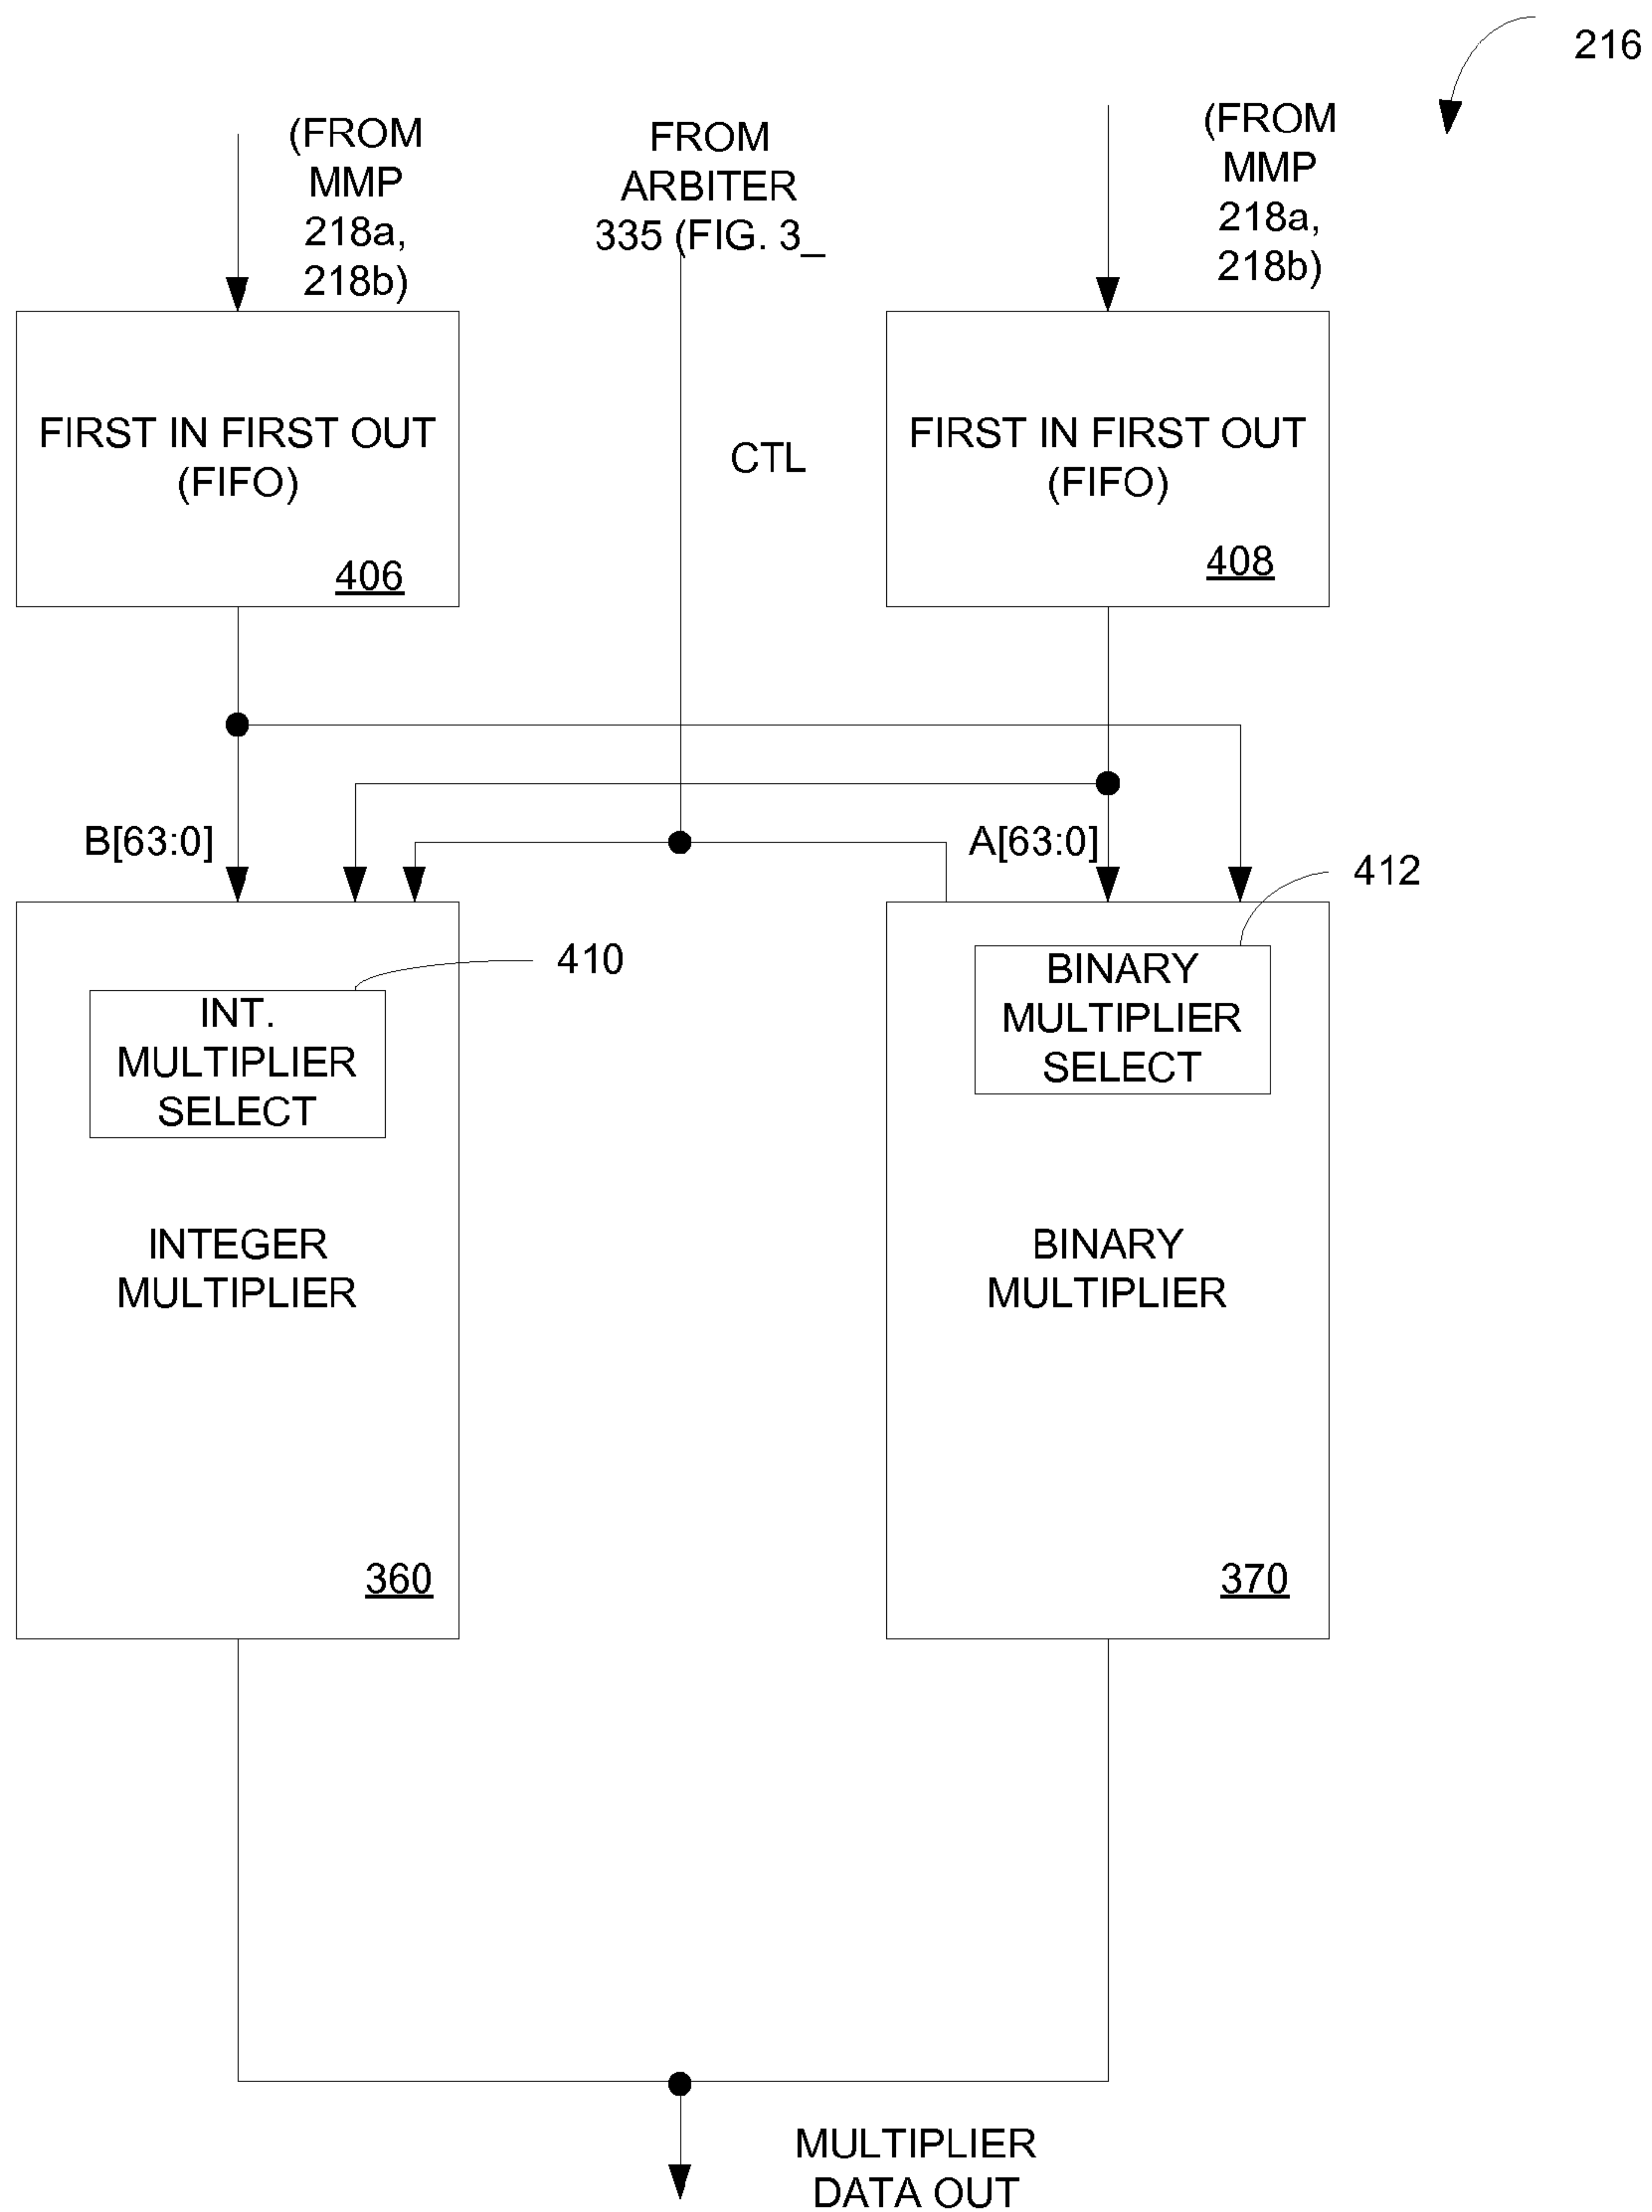 216
(FROM
MMP
218a,
218b)
FROM
ARBITER
335 (FIG. 3_
(FROM
MMP
218a,
218b)
FIRST IN FIRST OUT
(FIFO)
406
CTL
FIRST IN FIRST OUT
(FIFO)
408
B[63:0]
A[63:0]
412
410
INT.
MULTIPLIER
SELECT
BINARY
MULTIPLIER
SELECT
INTEGER
MULTIPLIER
BINARY
MULTIPLIER
360
370
MULTIPLIER
DATA OUT